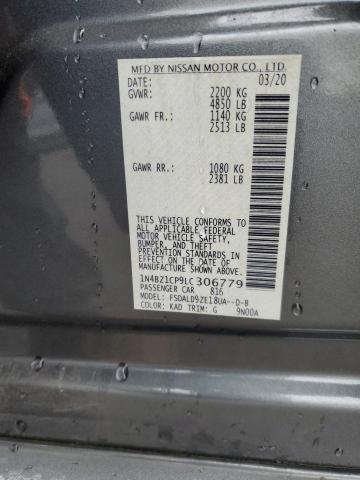 MFD BY NISSAN MOTOR CO., LTD.
DATE: 03/20
GVWR: 2200 KG
4850 LB
GAWR FR.: 1140 KG
2513 LB
GAWR RR.: 1080 KG
2381 LB
THIS VEHICLE CONFORMS TO
ALL APPLICABLE FEDERAL
MOTOR VEHICLE SAFETY,
BUMPER, AND THEFT
PREVENTION STANDARDS IN
EFFECT ON THE DATE OF
MANUFACTURE SHOWN ABOVE.
1N4BZ1CP9LC306779
PASSENGER CAR 816
MODEL: FSDALD9ZE18UA--D-B
COLOR: KAD TRIM: G 9N00A